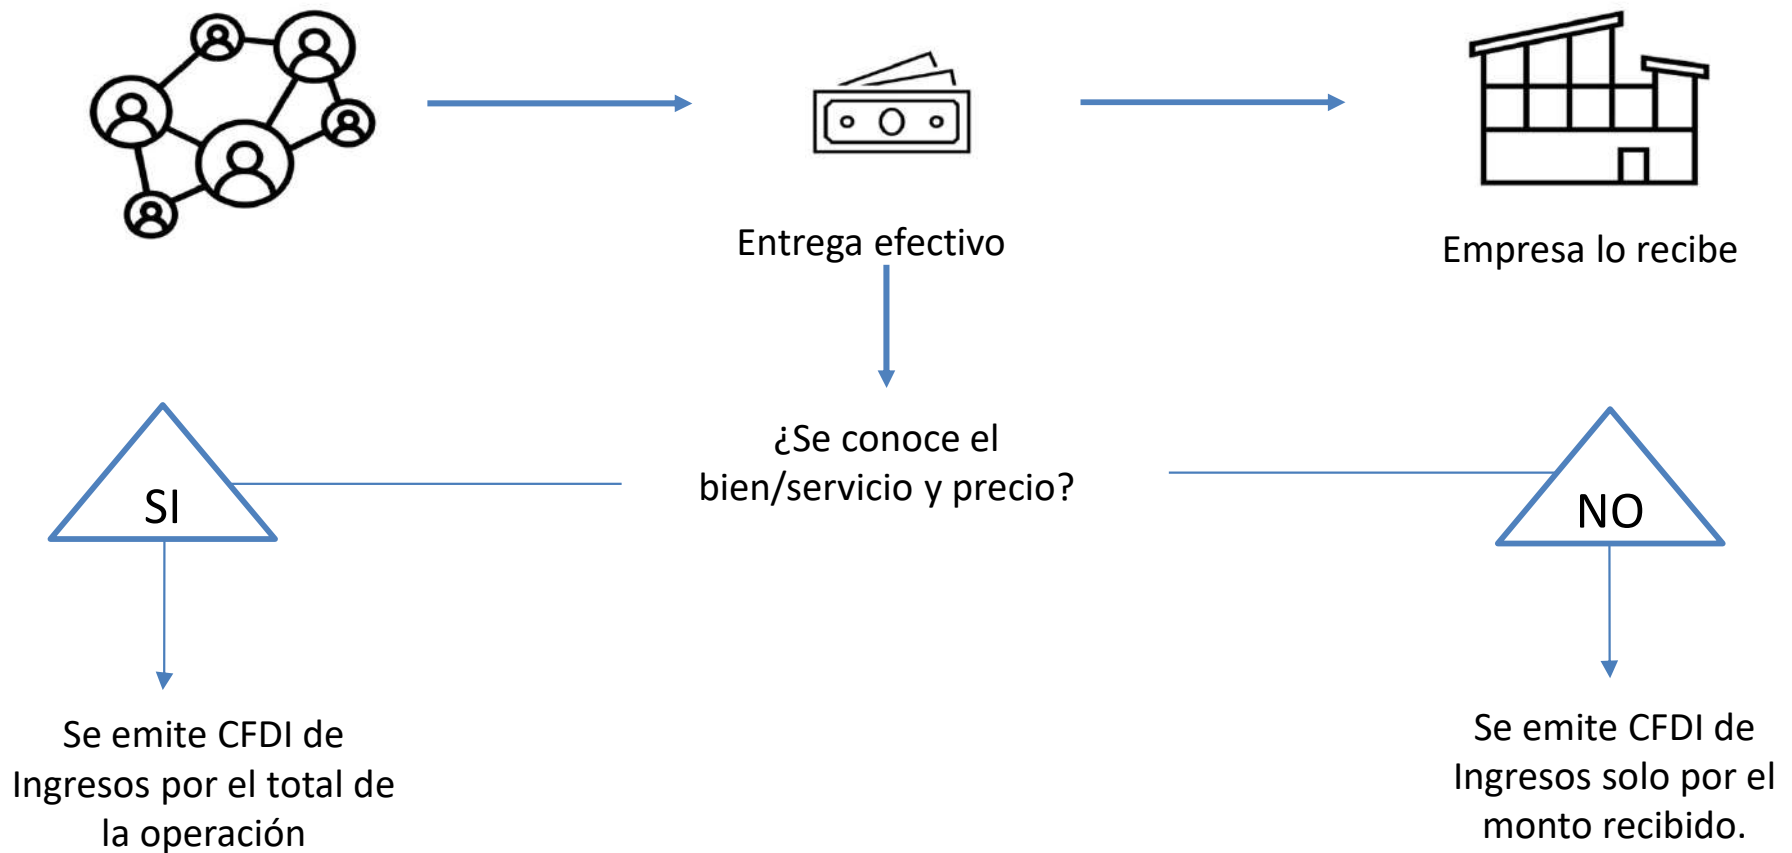 Entrega efectivo
Empresa lo recibe
¿Se conoce el
bien/servicio y precio?
SI
NO
Se emite CFDI de
Ingresos por el total de
la operación
Se emite CFDI de
Ingresos solo por el
monto recibido.